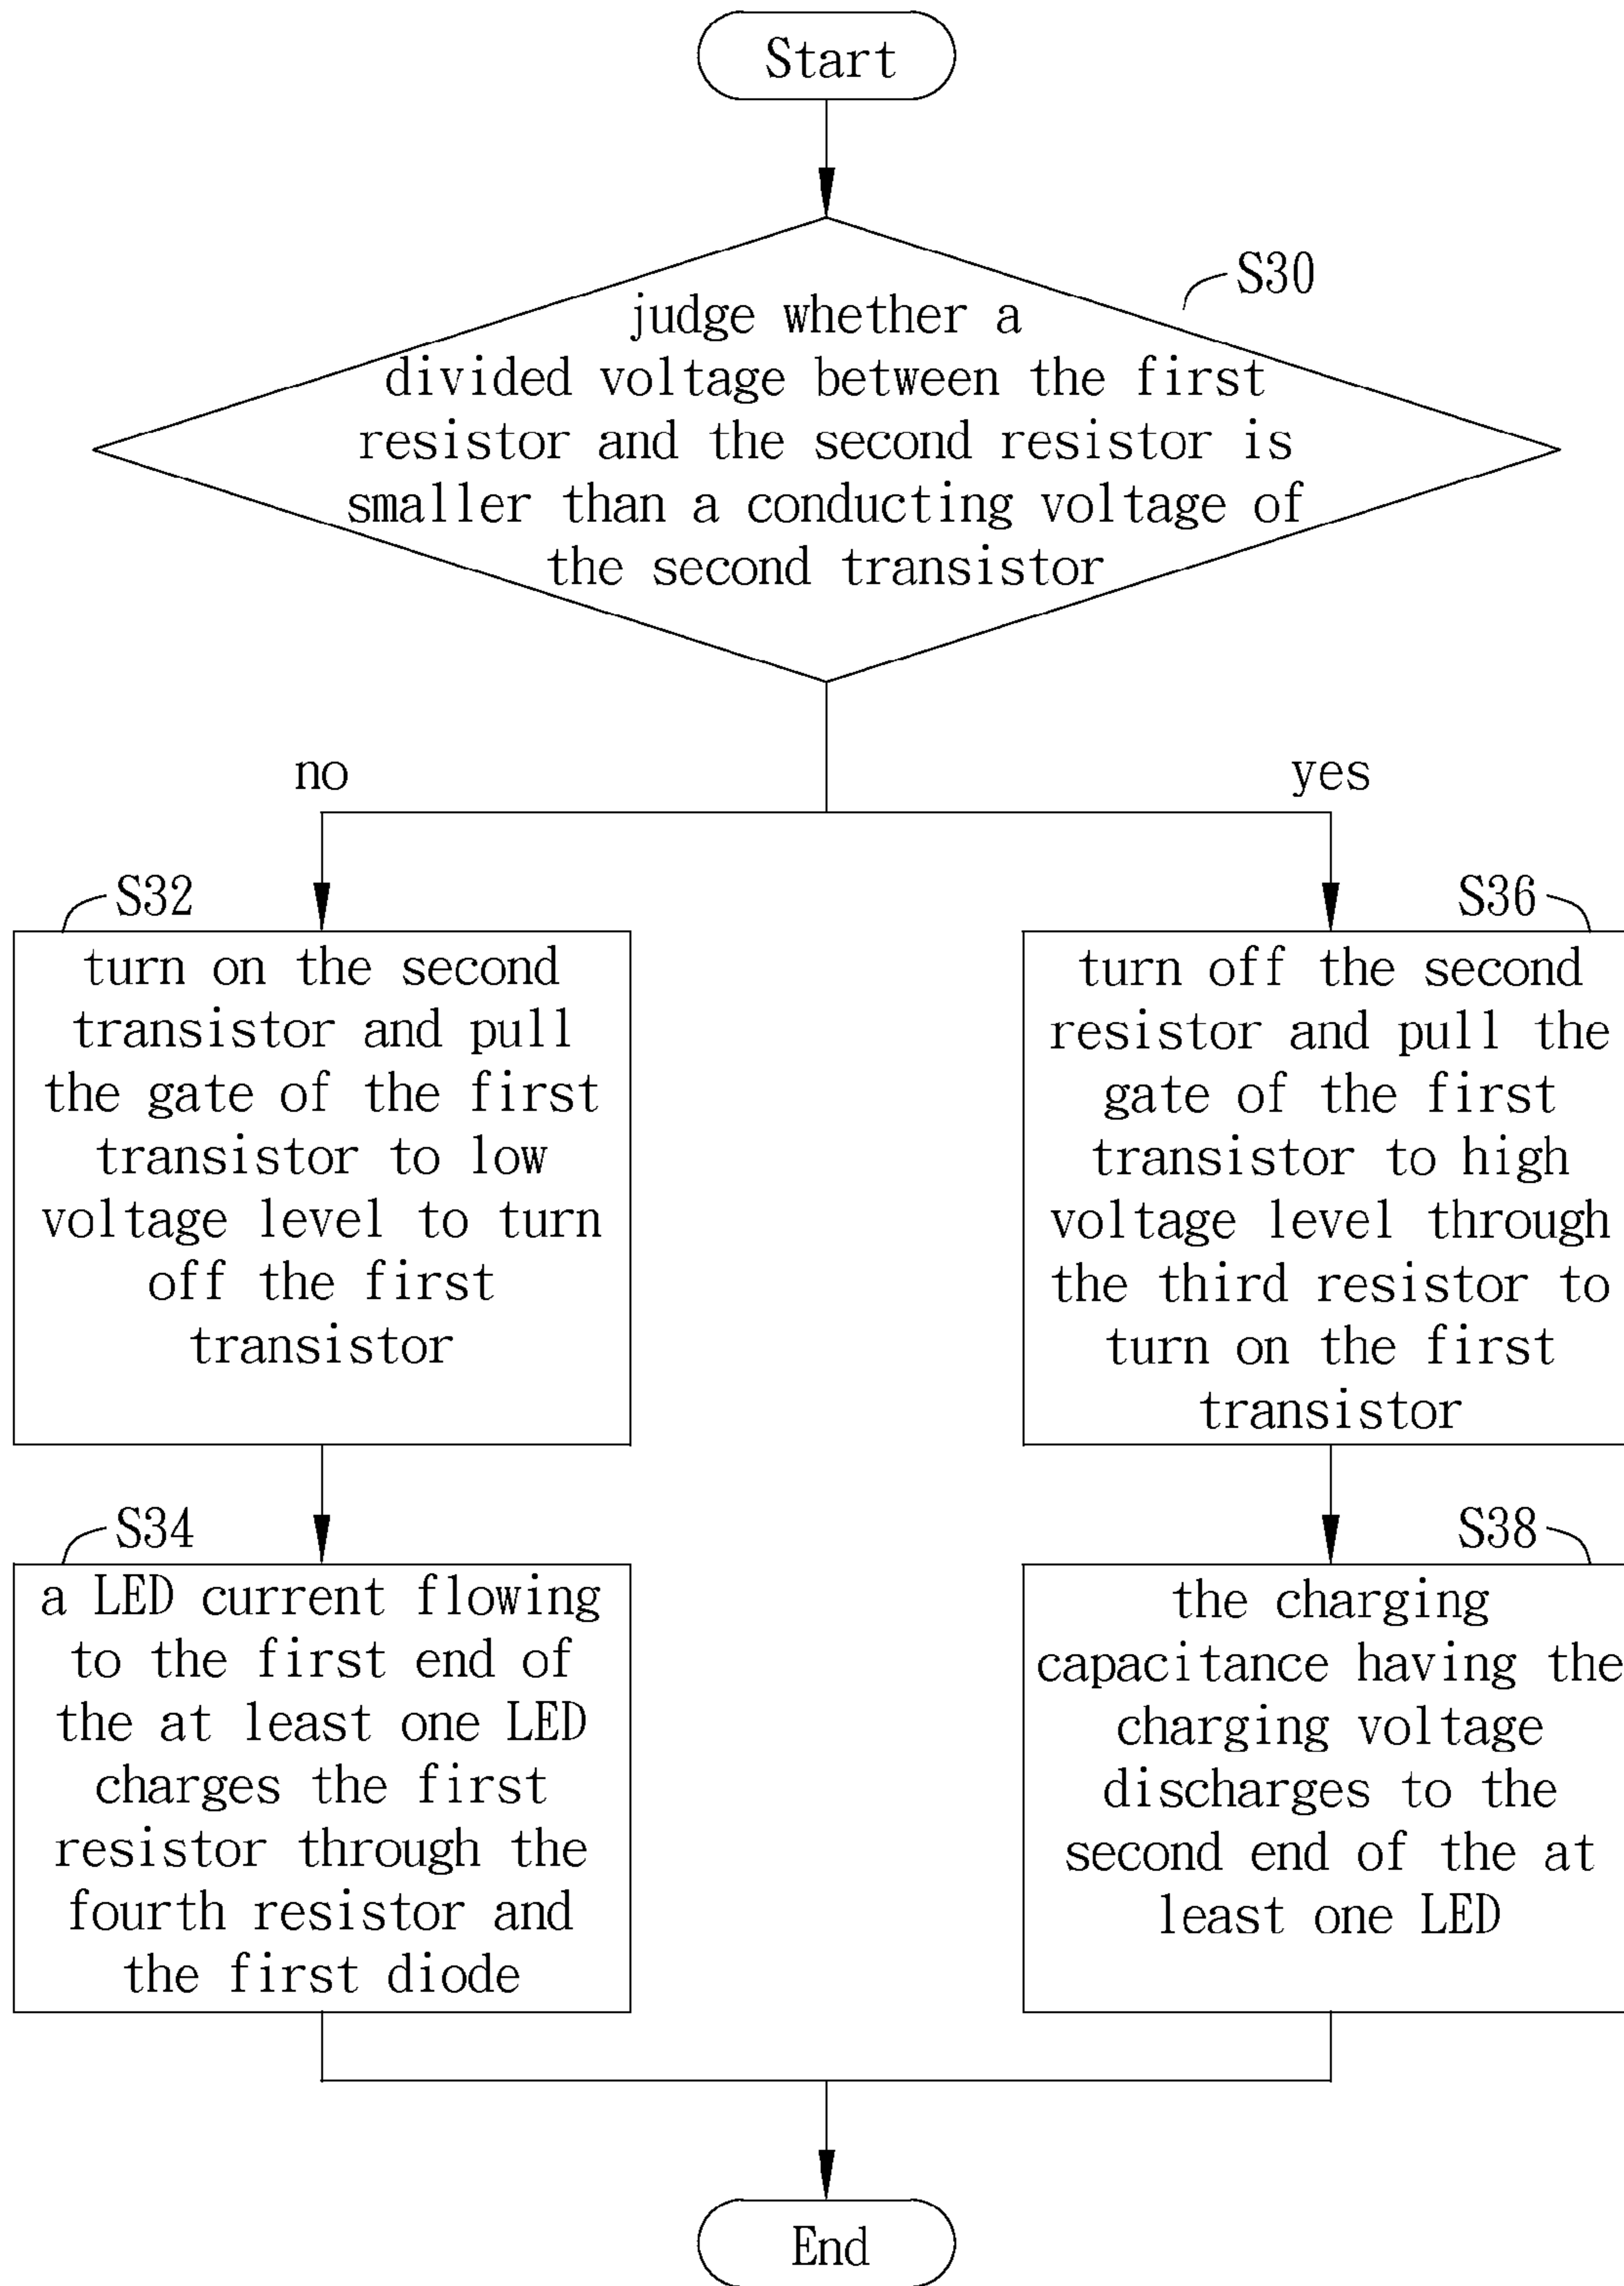 Start
S30
judge whether a
divided voltage between the first
resistor and the second resistor is
smaller than a conducting voltage of
the second transistor
no
yes
S32
turn on the second
transistor and pull
the gate of the first
transistor to low
voltage level to turn
off the first
transistor
S36
turn off the second
resistor and pull the
gate of the first
transistor to high
voltage level through
the third resistor to
turn on the first
transistor
S34
a LED current flowing
to the first end of
the at least one LED
charges the first
resistor through the
fourth resistor and
the first diode
S38
the charging
capacitance having the
charging voltage
discharges to the
second end of the at
least one LED
End